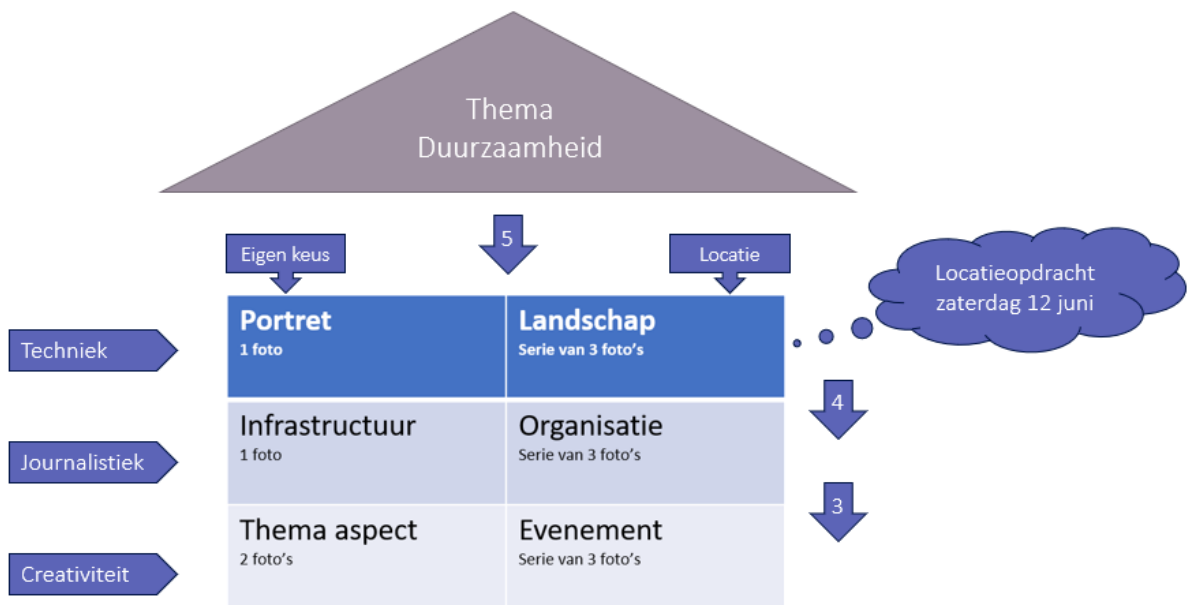 Thema
Duurzaamheid
5
Eigen keus
Locatie
Locatieopdracht
zaterdag 12 juni
Techniek
Portret
1 foto
Landschap
Serie van 3 foto's
4
Journalistiek
Infrastructuur
1 foto
Organisatie
Serie van 3 foto's
3
Creativiteit
Thema aspect
2 foto's
Evenement
Serie van 3 foto's